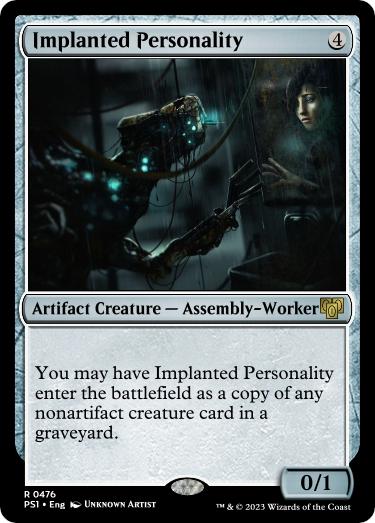 Implanted Personality 4
Artifact Creature — Assembly-Worker
You may have Implanted Personality
enter the battlefield as a copy of any
nonartifact creature card in a
graveyard.
0/1
R 0476
PS1 • Eng Unknown Artist
™ & © 2023 Wizards of the Coast